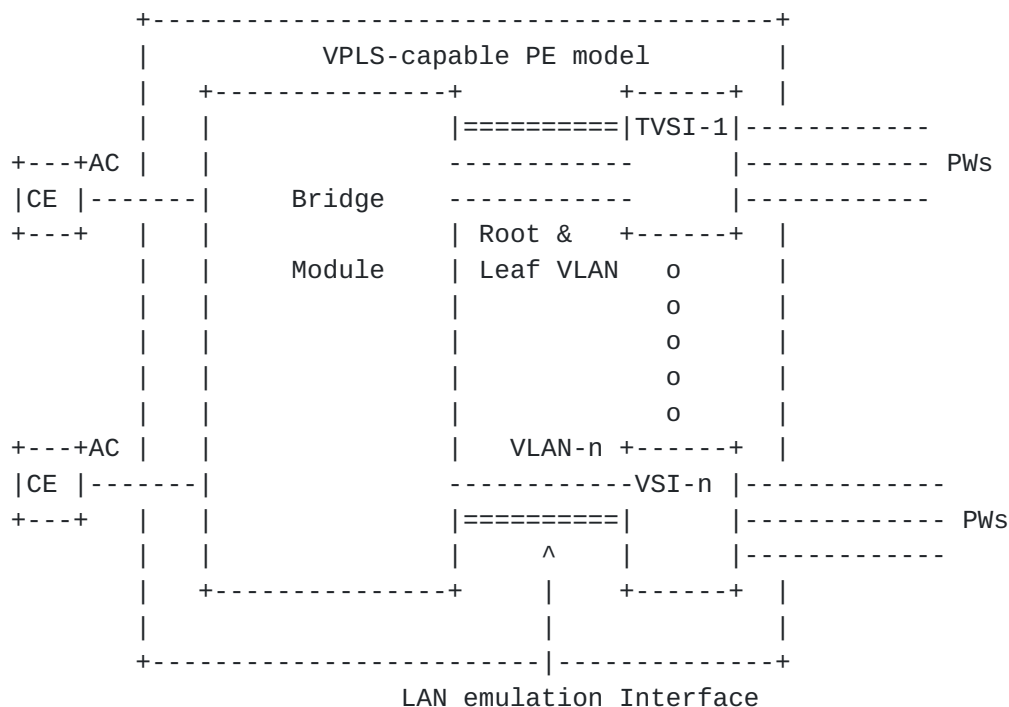 VPLS-capable PE model
TVSI-1
+---+AC
PWs
|CE |
Bridge
Root &
Module
Leaf VLAN o
o
o
o
o
+---+AC
VLAN-n
|CE |
VSI-n
PWs
^
LAN emulation Interface